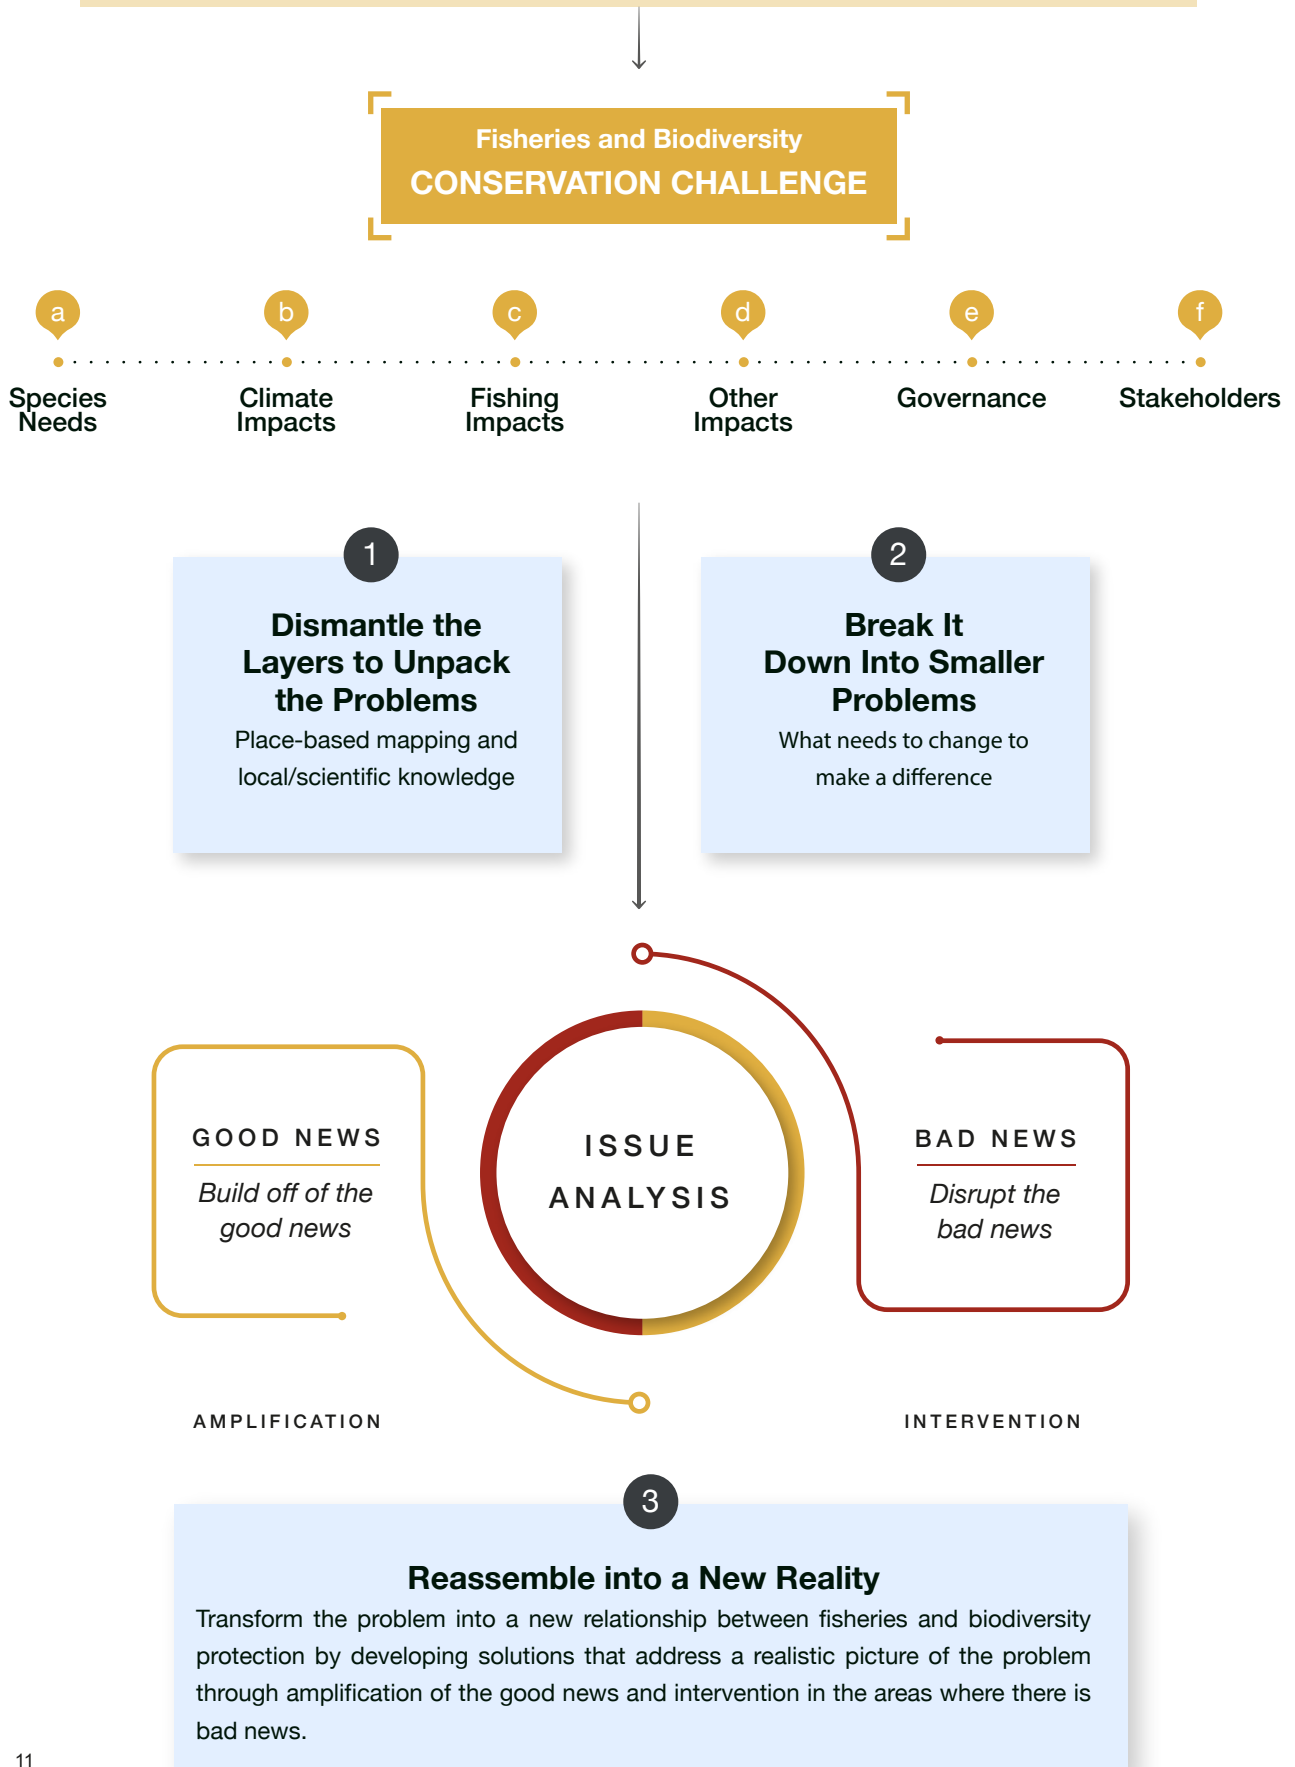 Fisheries and Biodiversity
CONSERVATION CHALLENGE
a
b
c
d
e
f
Species
Needs
Climate
Impacts
Fishing
Impacts
Other
Impacts
Governance
Stakeholders
1
Dismantle the
Layers to Unpack
the Problems
Place-based mapping and
local/scientific knowledge
2
Break It
Down Into Smaller
Problems
What needs to change to
make a difference
GOOD NEWS
Build off of the
good news
ISSUE
ANALYSIS
BAD NEWS
Disrupt the
bad news
AMPLIFICATION
INTERVENTION
3
Reassemble into a New Reality
Transform the problem into a new relationship between fisheries and biodiversity
protection by developing solutions that address a realistic picture of the problem
through amplification of the good news and intervention in the areas where there is
bad news.
11